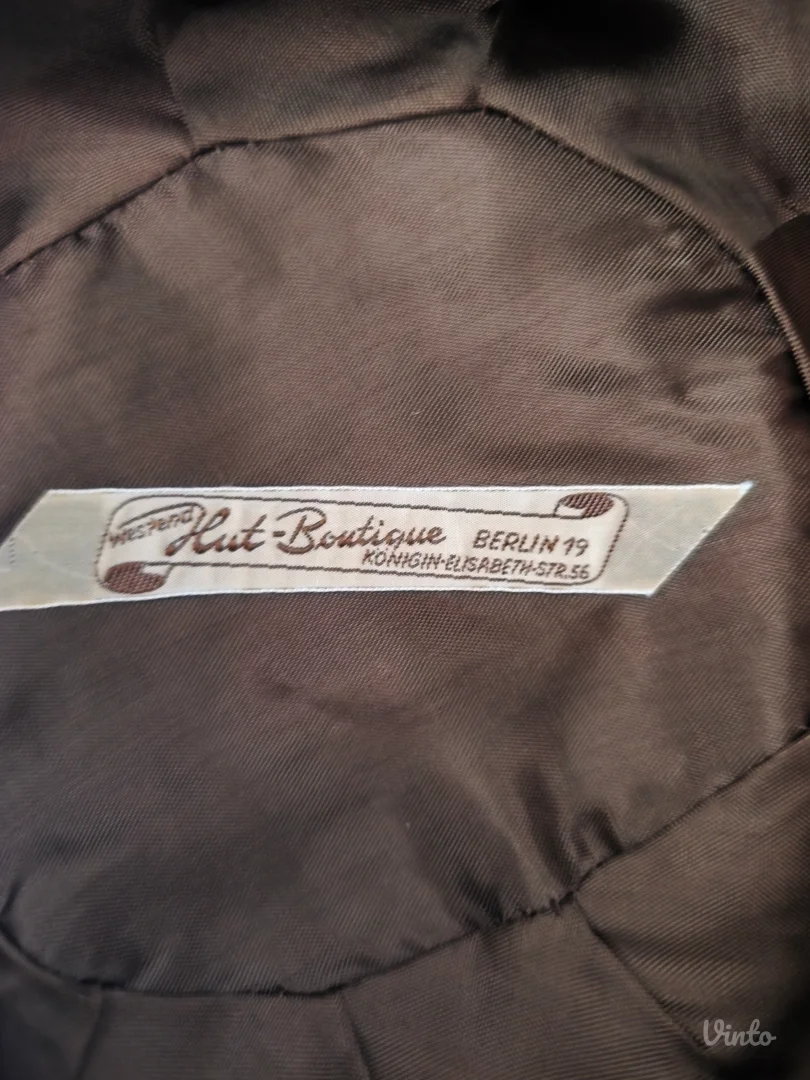 Westend Hut-Boutique BERLIN 19
KÖNIGIN-ELISABETH-STR.56
Vinto